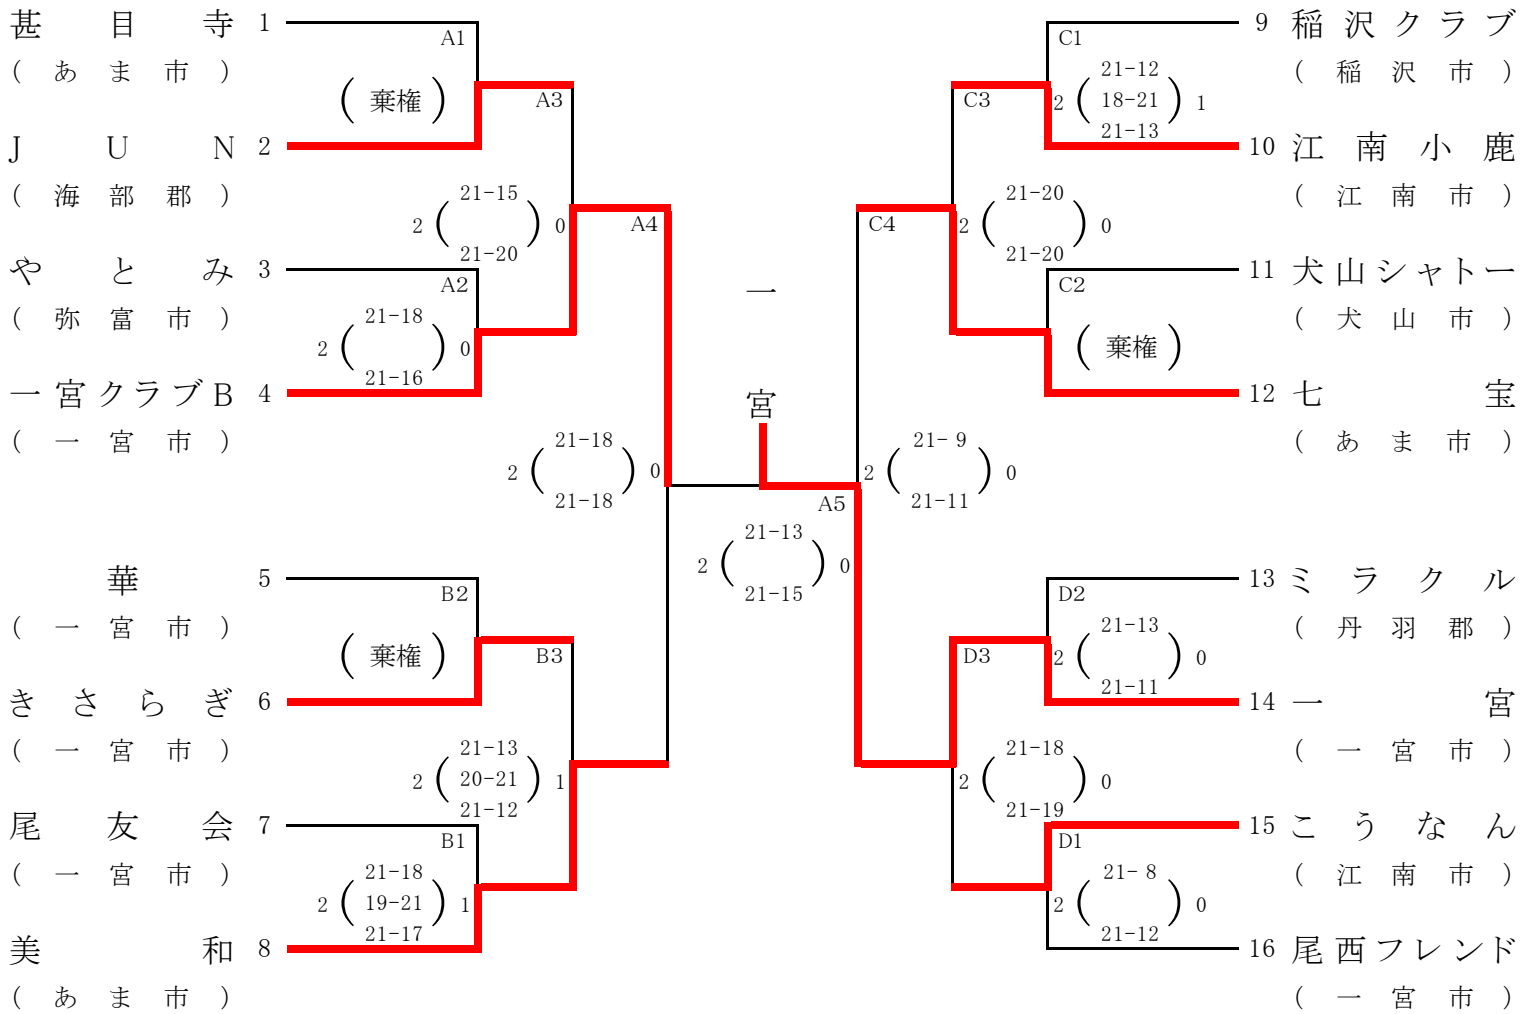 甚目寺 1
A1
(あま市)
(棄権)
A3
JUN 2
(海部郡)
21-15
2 ( ) 0
21-20
A4
やとみ 3
A2
(弥富市)
21-18
2 ( ) 0
21-16
一宮クラブB 4
(一宮市)
21-18
2 ( ) 0
21-18
華 5
B2
(一宮市)
(棄権)
B3
きさらぎ 6
(一宮市)
21-13
2 (20-21) 1
21-12
尾友会 7
B1
(一宮市)
21-18
2 (19-21) 1
21-17
美和 8
(あま市)
一宮
A5
21-13
2 ( ) 0
21-15
9 稲沢クラブ
C1
(稲沢市)
21-12
2 (18-21) 1
21-13
C3
10 江南小鹿
(江南市)
21-20
2 ( ) 0
21-20
C4
11 犬山シャトー
C2
(犬山市)
(棄権)
12 七宝
(あま市)
21- 9
2 ( ) 0
21-11
13 ミラクル
D2
(丹羽郡)
21-13
2 ( ) 0
21-11
D3
14 一宮
(一宮市)
21-18
2 ( ) 0
21-19
15 こうなん
D1
(江南市)
21- 8
2 ( ) 0
21-12
16 尾西フレンド
(一宮市)